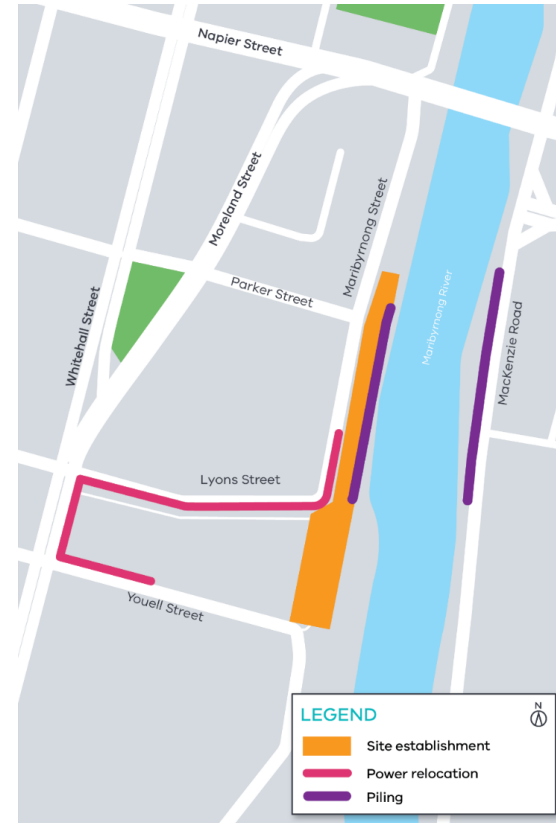 Napier Street
Moreland Street
Maribyrnong Street
Parker Street
Maribyrnong River
Whitehall Street
MacKenzie Road
Lyons Street
Youell Street
LEGEND
N
Site establishment
Power relocation
Piling